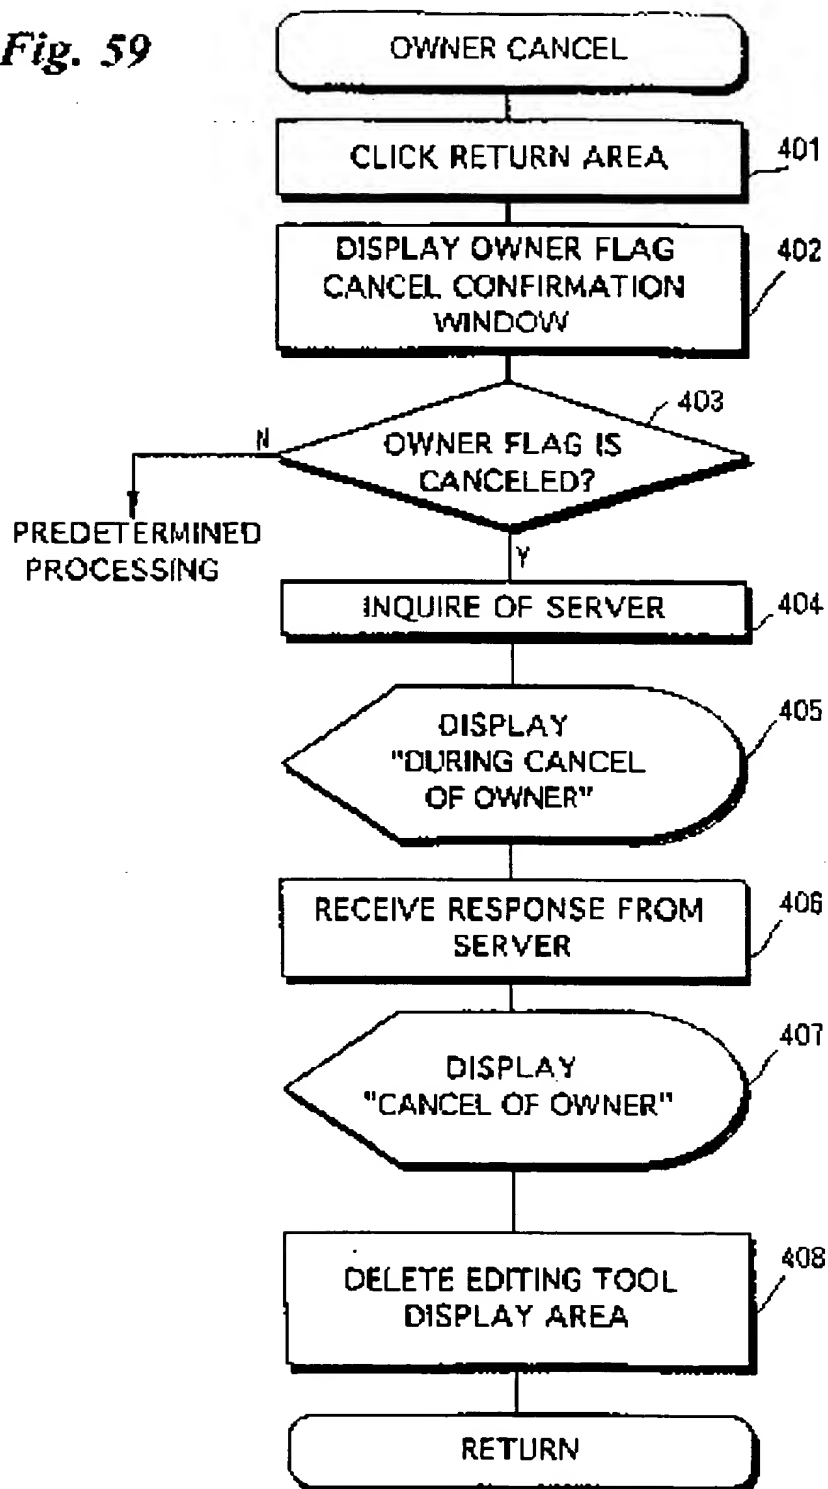 Fig. 59
OWNER CANCEL
CLICK RETURN AREA
401
DISPLAY OWNER FLAG
CANCEL CONFIRMATION
WINDOW
402
403
OWNER FLAG IS
CANCELED?
N
PREDETERMINED
PROCESSING
Y
INQUIRE OF SERVER
404
DISPLAY
"DURING CANCEL
OF OWNER"
405
RECEIVE RESPONSE FROM
SERVER
406
DISPLAY
"CANCEL OF OWNER"
407
DELETE EDITING TOOL
DISPLAY AREA
408
RETURN